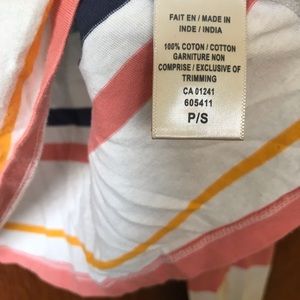 FAIT EN / MADE IN
INDE / INDIA
100% COTON / COTTON
GARNITURE NON
COMPRISE / EXCLUSIVE OF
TRIMMING
CA 01241
605411
P/S